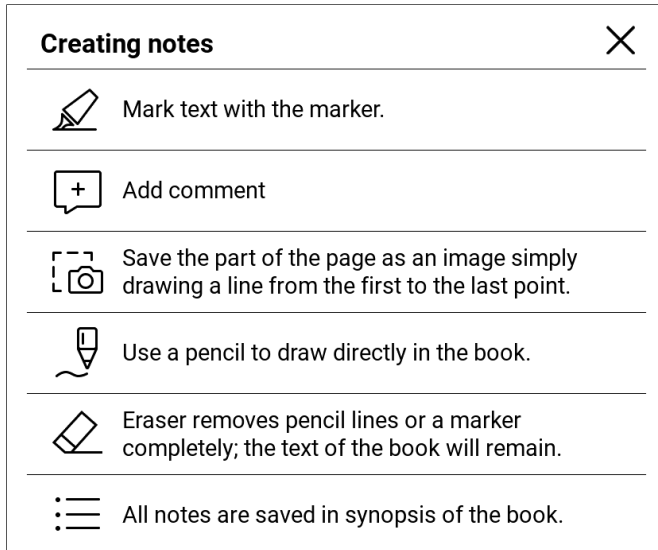 Creating notes
Mark text with the marker.
Add comment
Save the part of the page as an image simply
drawing a line from the first to the last point.
Use a pencil to draw directly in the book.
Eraser removes pencil lines or a marker
completely; the text of the book will remain.
All notes are saved in synopsis of the book.